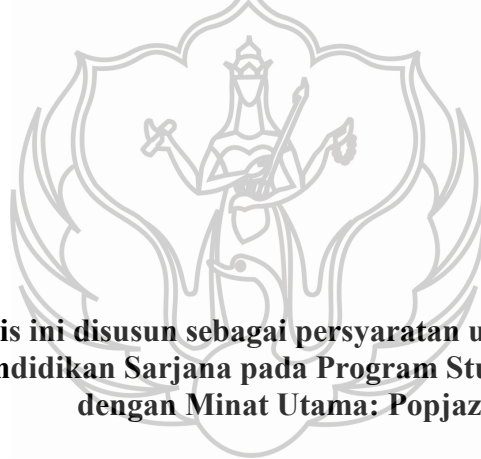 is ini disusun sebagai persyaratan u
ndidikan Sarjana pada Program Stu
dengan Minat Utama: Popjaz